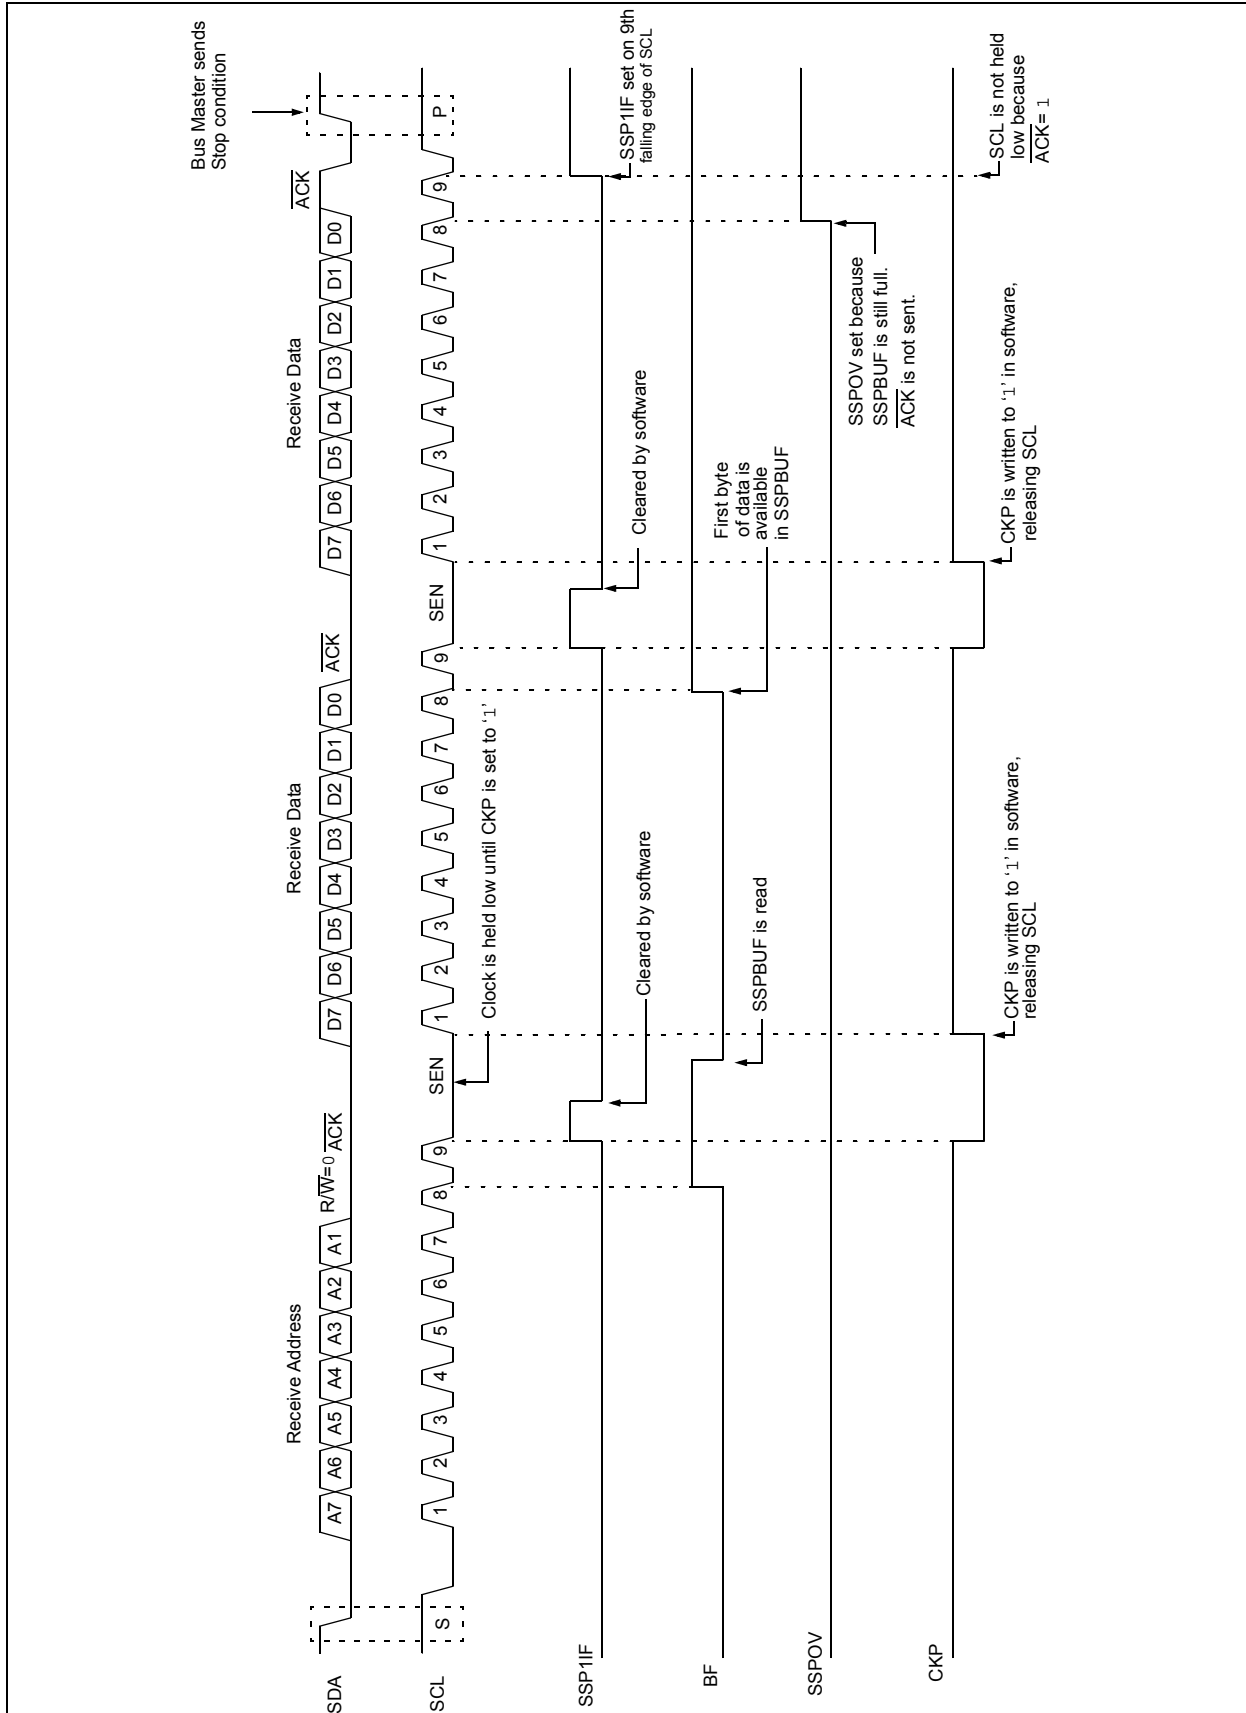 Bus Master sends
Stop condition
Receive Address
Receive Data
Receive Data
SDA
A7 A6 A5 A4 A3 A2 A1 R/W=0 ACK D7 D6 D5 D4 D3 D2 D1 D0 ACK D7 D6 D5 D4 D3 D2 D1 D0 ACK
SCL
S 1 2 3 4 5 6 7 8 9 SEN 1 2 3 4 5 6 7 8 9 SEN 1 2 3 4 5 6 7 8 9 P
Clock is held low until CKP is set to ‘1’
SSP1IF
Cleared by software
Cleared by software
SSP1IF set on 9th
falling edge of SCL
BF
SSPBUF is read
First byte
of data is
available
in SSPBUF
SSPOV
SSPOV set because
SSPBUF is still full.
ACK is not sent.
CKP
CKP is written to ‘1’ in software,
releasing SCL
CKP is written to ‘1’ in software,
releasing SCL
SCL is not held
low because
ACK= 1